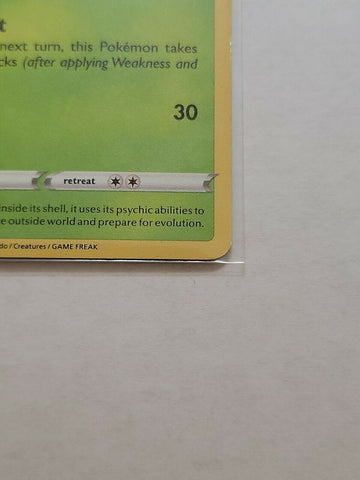 t
next turn, this Pokémon takes
cks (after applying Weakness and
30
retreat
inside its shell, it uses its psychic abilities to
e outside world and prepare for evolution.
do / Creatures / GAME FREAK